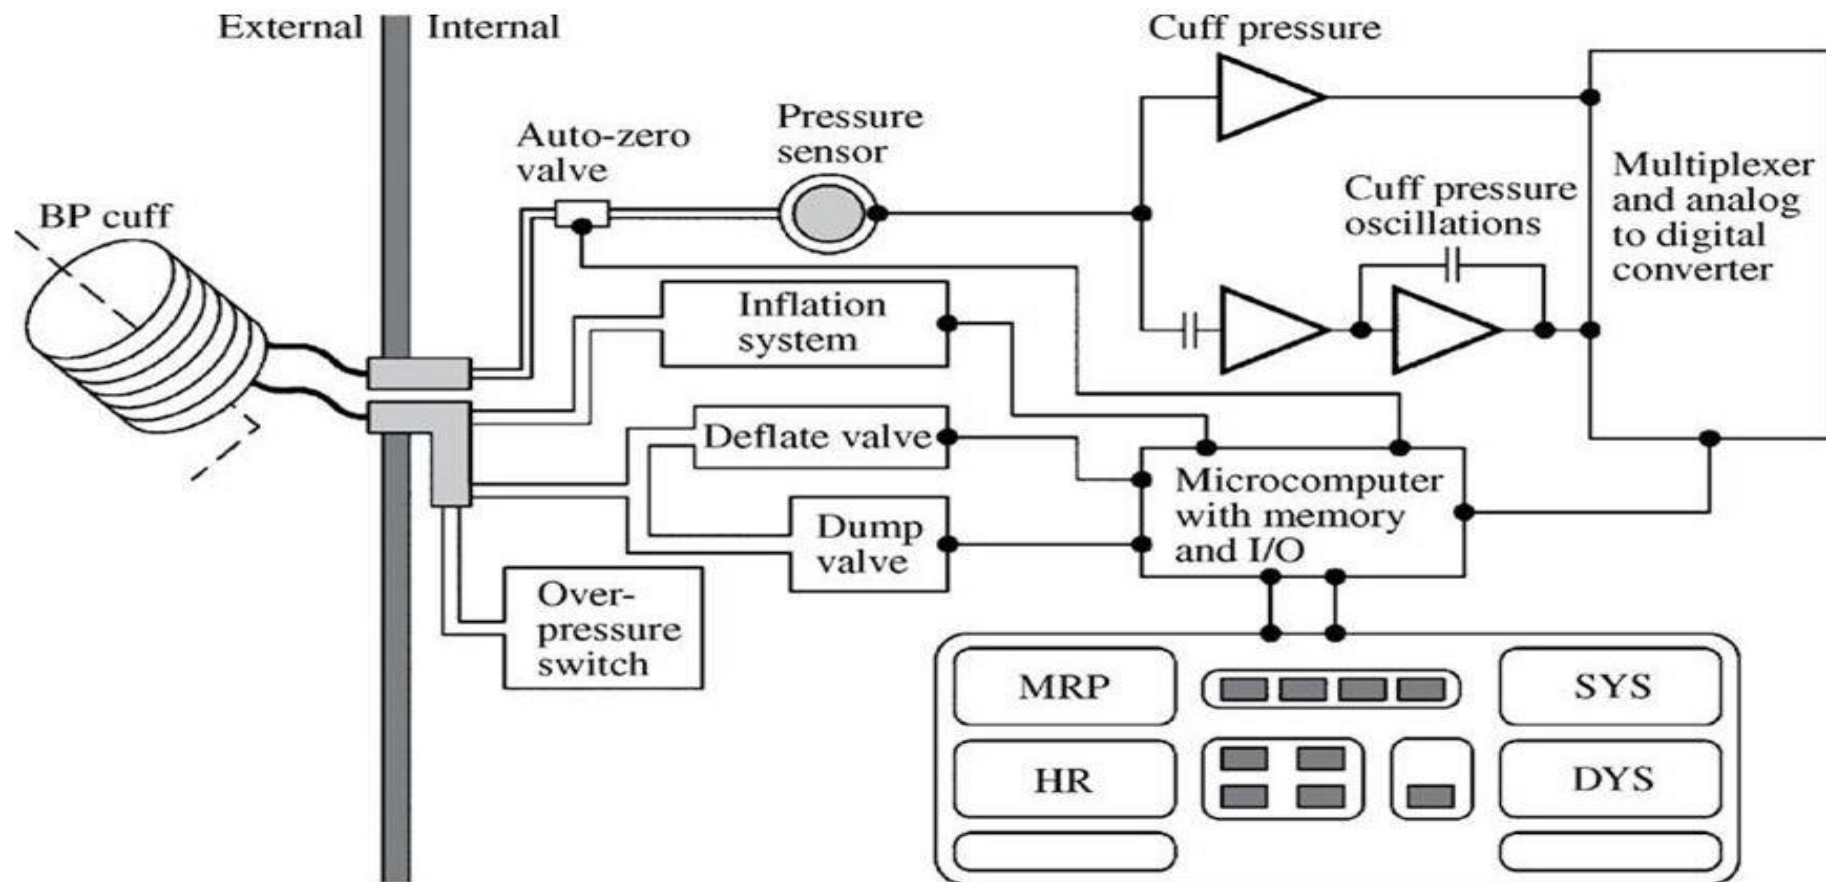 External
Internal
Cuff pressure
Auto-zero
valve
Pressure
sensor
Multiplexer
and analog
to digital
converter
Cuff pressure
oscillations
BP cuff
Inflation
system
Deflate valve
Microcomputer
with memory
and I/O
Dump
valve
Over-
pressure
switch
MRP
SYS
HR
DYS